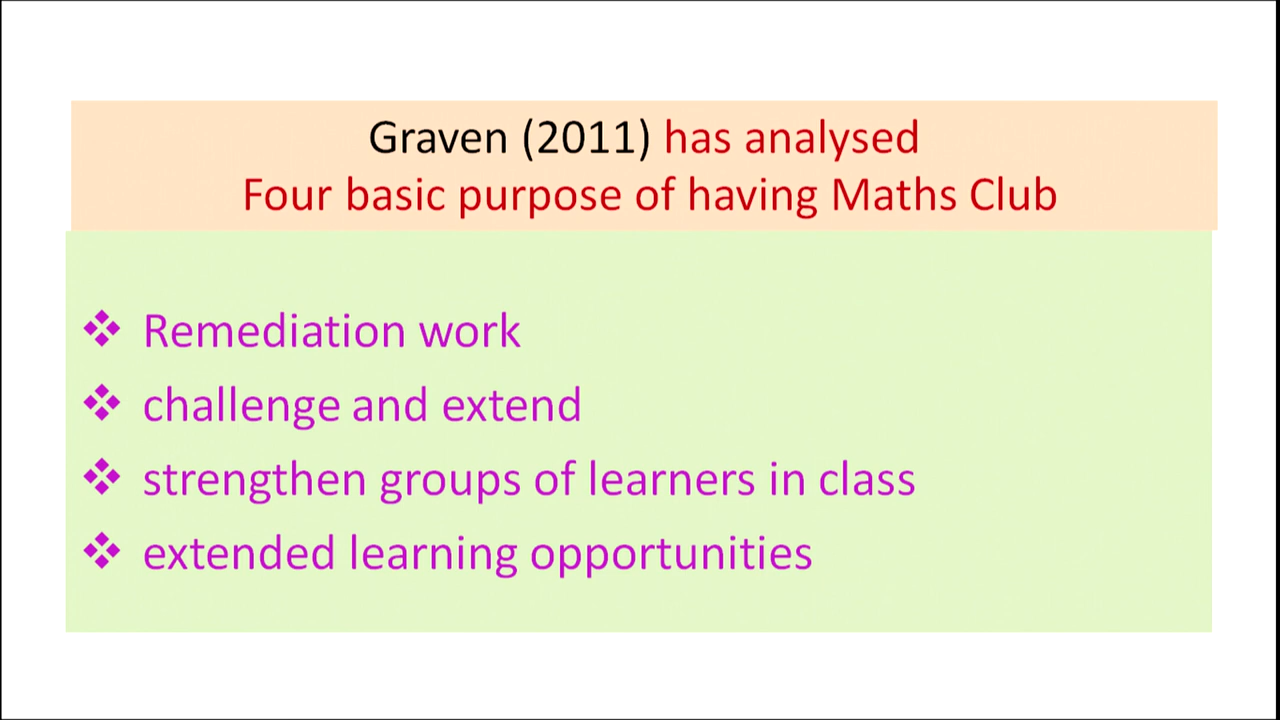 Graven (2011) has analysed
Four basic purpose of having Maths Club
❖ Remediation work
❖ challenge and extend
❖ strengthen groups of learners in class
❖ extended learning opportunities